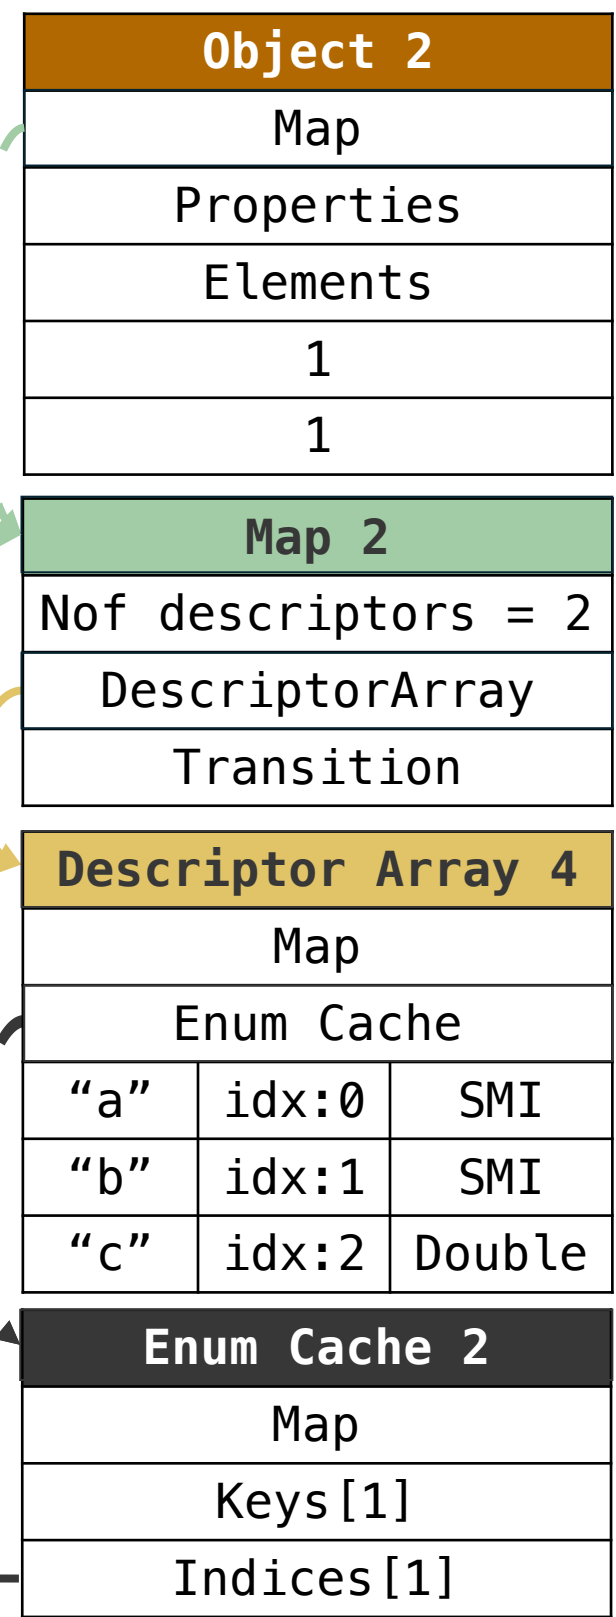 Object 2
Map
Properties
Elements
1
1
Map 2
Nof descriptors = 2
DescriptorArray
Transition
Descriptor Array 4
Map
Enum Cache
“a” idx:0 SMI
“b” idx:1 SMI
“c” idx:2 Double
Enum Cache 2
Map
Keys[1]
Indices[1]